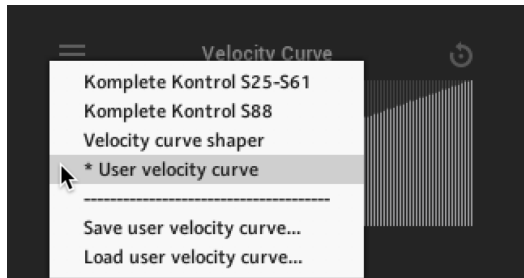 Velocity Curve
Komplete Kontrol S25-S61
Komplete Kontrol S88
Velocity curve shaper
* User velocity curve
-------------------------------------
Save user velocity curve...
Load user velocity curve...